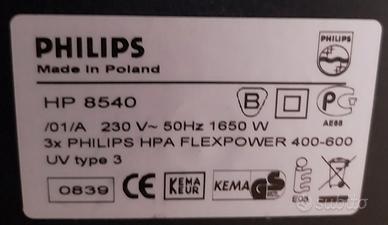 PHILIPS
PHILIPS
Made in Poland
HP 8540
B
P
AE68
/01/A 230 V~ 50Hz 1650 W
3x PHILIPS HPA FLEXPOWER 400-600
UV type 3
0839
CE
KEMA
KEUR
KEMA
GS
subito